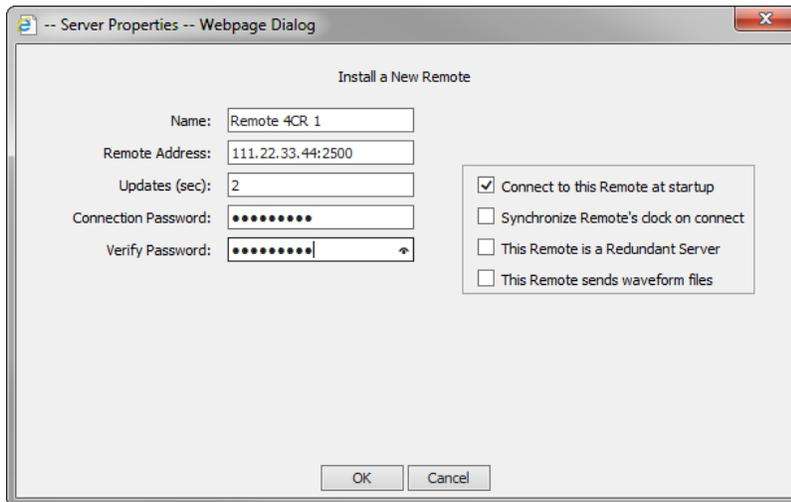 -- Server Properties -- Webpage Dialog
Install a New Remote
Name: Remote 4CR 1
Remote Address: 111.22.33.44:2500
Updates (sec): 2
Connection Password: •••••••••
Verify Password: •••••••••
Connect to this Remote at startup
Synchronize Remote's clock on connect
This Remote is a Redundant Server
This Remote sends waveform files
OK Cancel